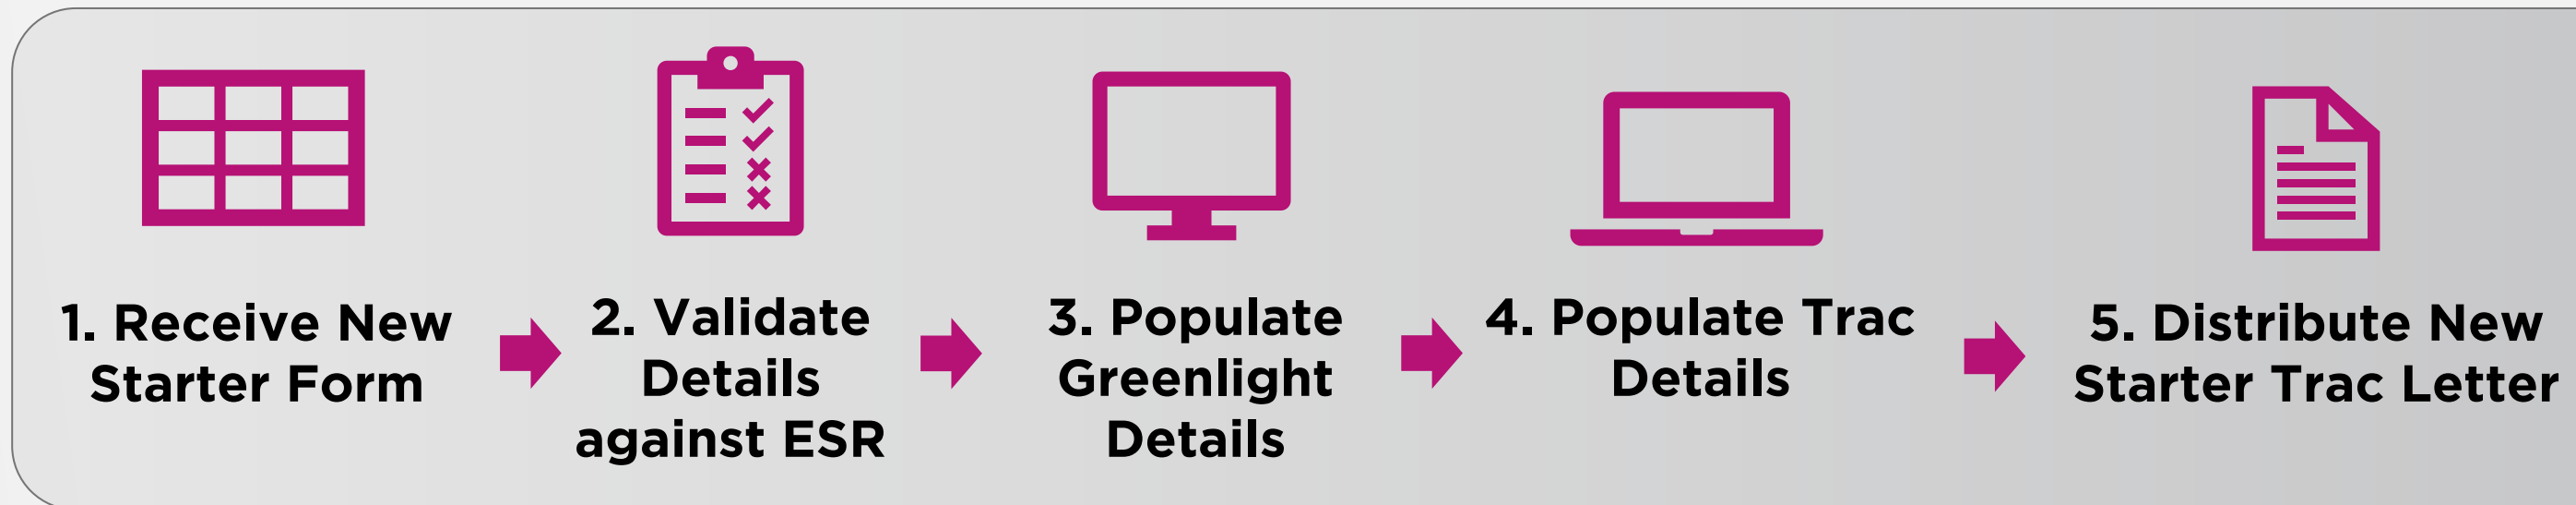 1. Receive New
Starter Form
2. Validate
Details
against ESR
3. Populate
Greenlight
Details
4. Populate Trac
Details
5. Distribute New
Starter Trac Letter